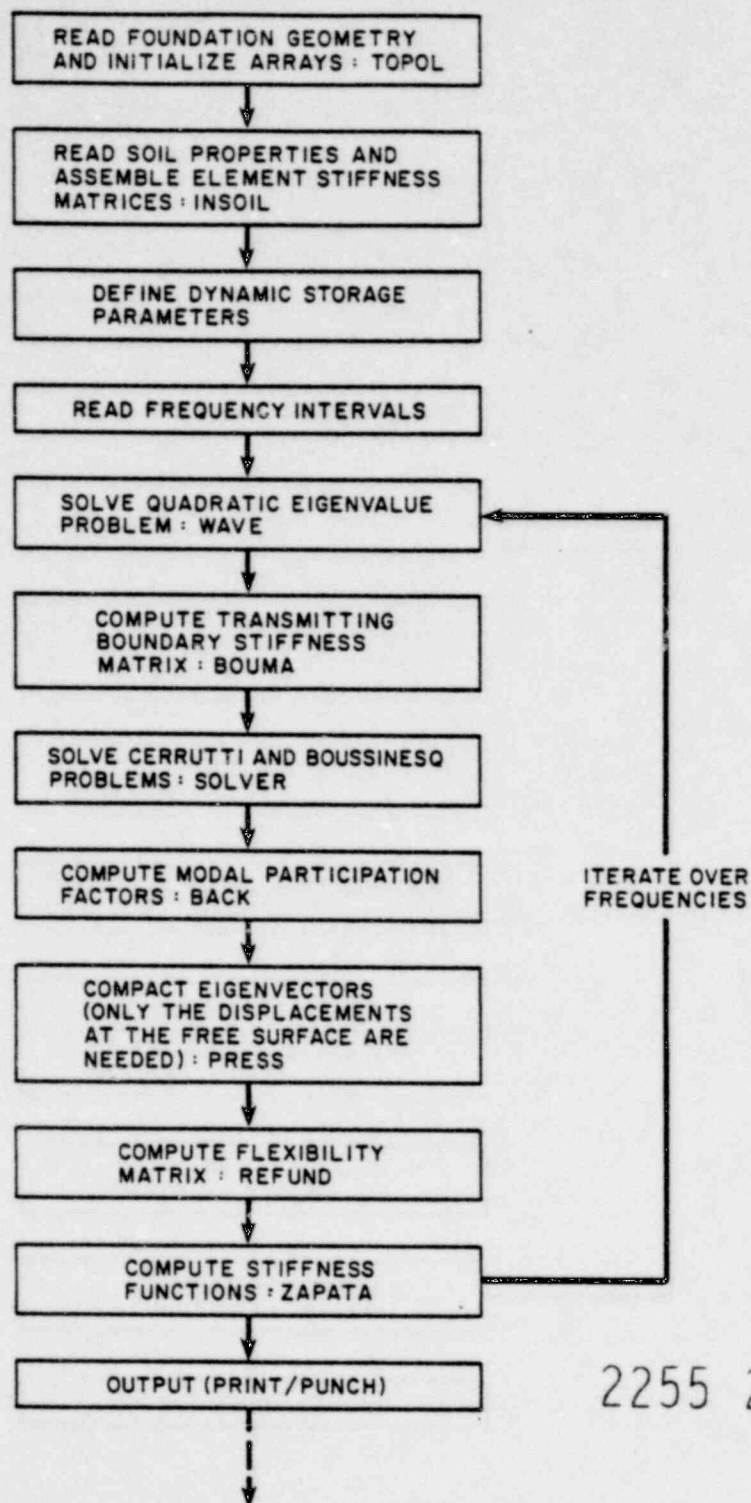 READ FOUNDATION GEOMETRY
AND INITIALIZE ARRAYS : TOPOL
READ SOIL PROPERTIES AND
ASSEMBLE ELEMENT STIFFNESS
MATRICES : INSOIL
DEFINE DYNAMIC STORAGE
PARAMETERS
READ FREQUENCY INTERVALS
SOLVE QUADRATIC EIGENVALUE
PROBLEM : WAVE
COMPUTE TRANSMITTING
BOUNDARY STIFFNESS
MATRIX : BOUMA
SOLVE CERRUTTI AND BOUSSINESQ
PROBLEMS : SOLVER
COMPUTE MODAL PARTICIPATION
FACTORS : BACK
ITERATE OVER
FREQUENCIES
COMPACT EIGENVECTORS
(ONLY THE DISPLACEMENTS
AT THE FREE SURFACE ARE
NEEDED) : PRESS
COMPUTE FLEXIBILITY
MATRIX : REFUND
COMPUTE STIFFNESS
FUNCTIONS : ZAPATA
OUTPUT (PRINT/PUNCH)
2255